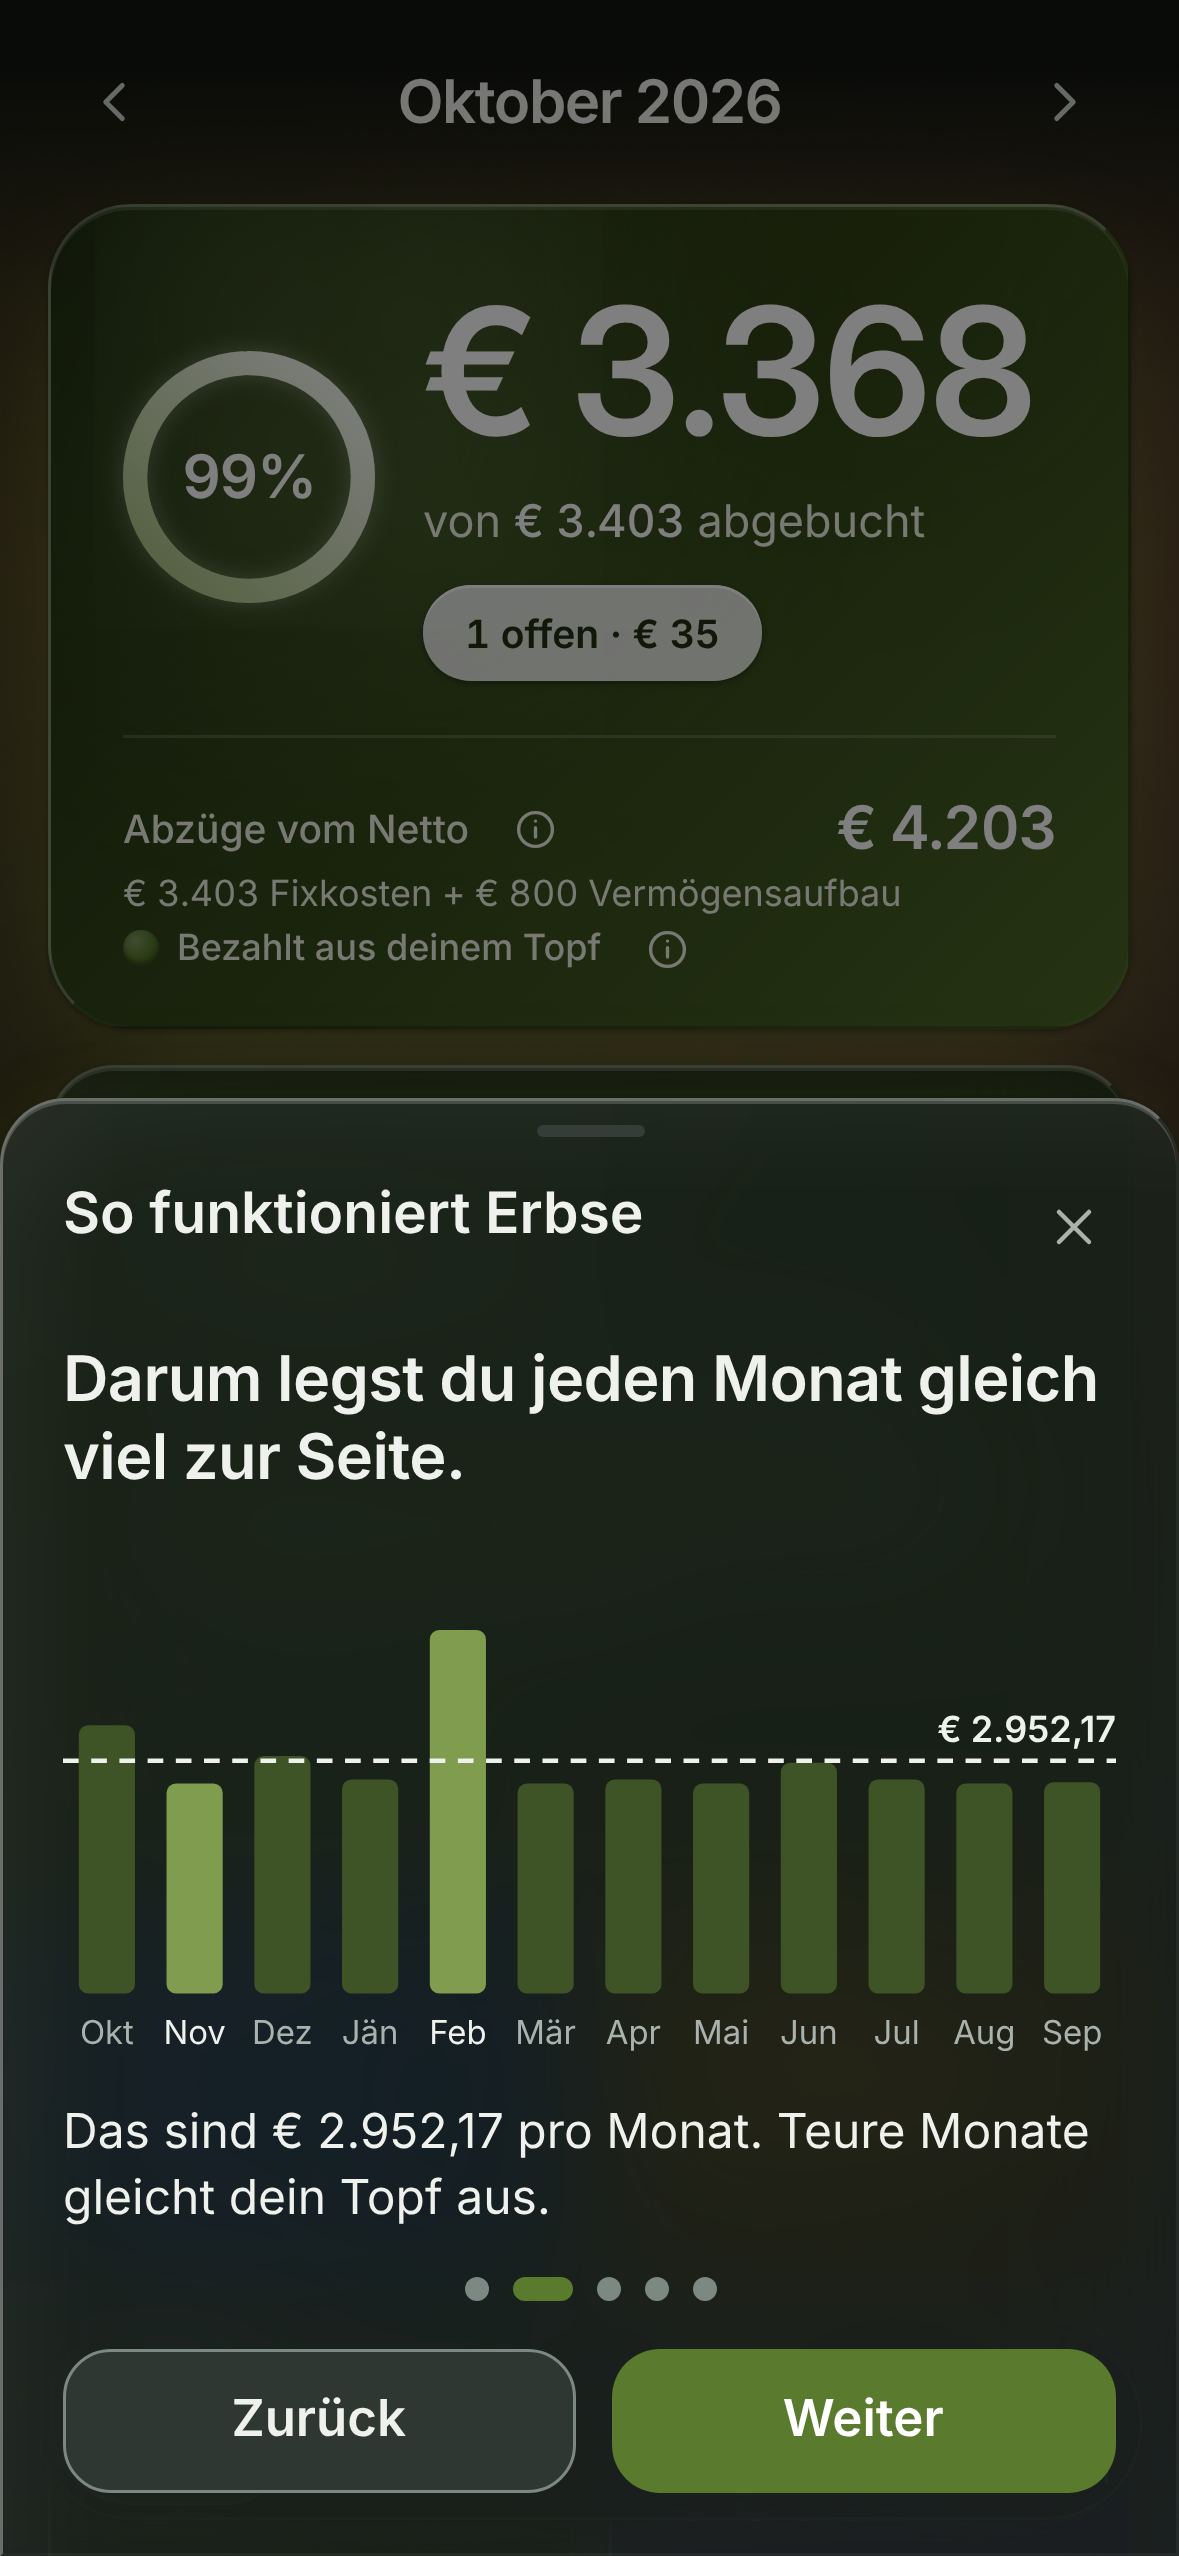 Oktober 2026
€ 3.368
99%
von € 3.403 abgebucht
1 offen · € 35
Abzüge vom Netto
€ 4.203
€ 3.403 Fixkosten + € 800 Vermögensaufbau
Bezahlt aus deinem Topf
So funktioniert Erbse
Darum legst du jeden Monat gleich
viel zur Seite.
€ 2.952,17
Okt Nov Dez Jän Feb Mär Apr Mai Jun Jul Aug Sep
Das sind € 2.952,17 pro Monat. Teure Monate
gleicht dein Topf aus.
Zurück
Weiter